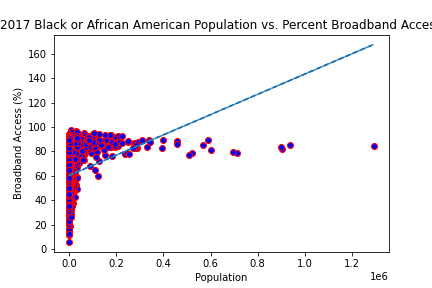 2017 Black or African American Population vs. Percent Broadband Acces
160
140
120
100
80
60
40
20
0
Broadband Access (%)
0.0 0.2 0.4 0.6 0.8 1.0 1.2
1e6
Population